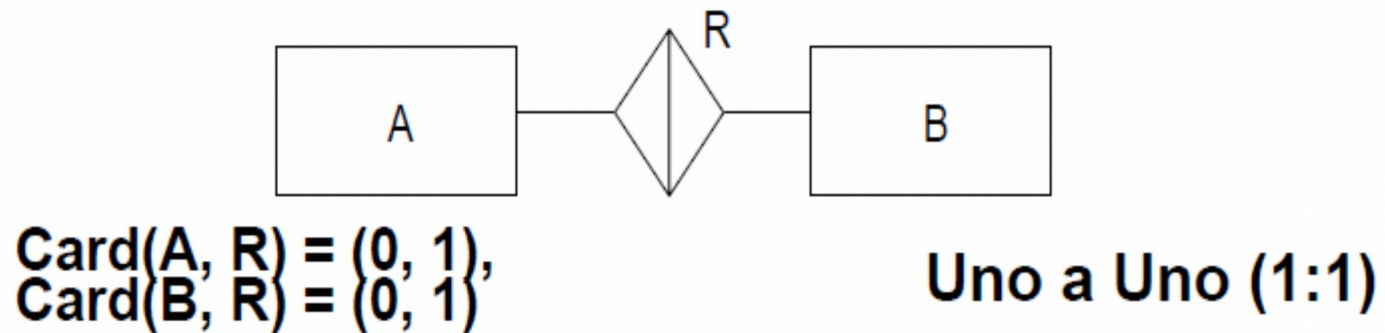 R
A
B
Card(A, R) = (0, 1),
Card(B, R) = (0, 1)
Uno a Uno (1:1)